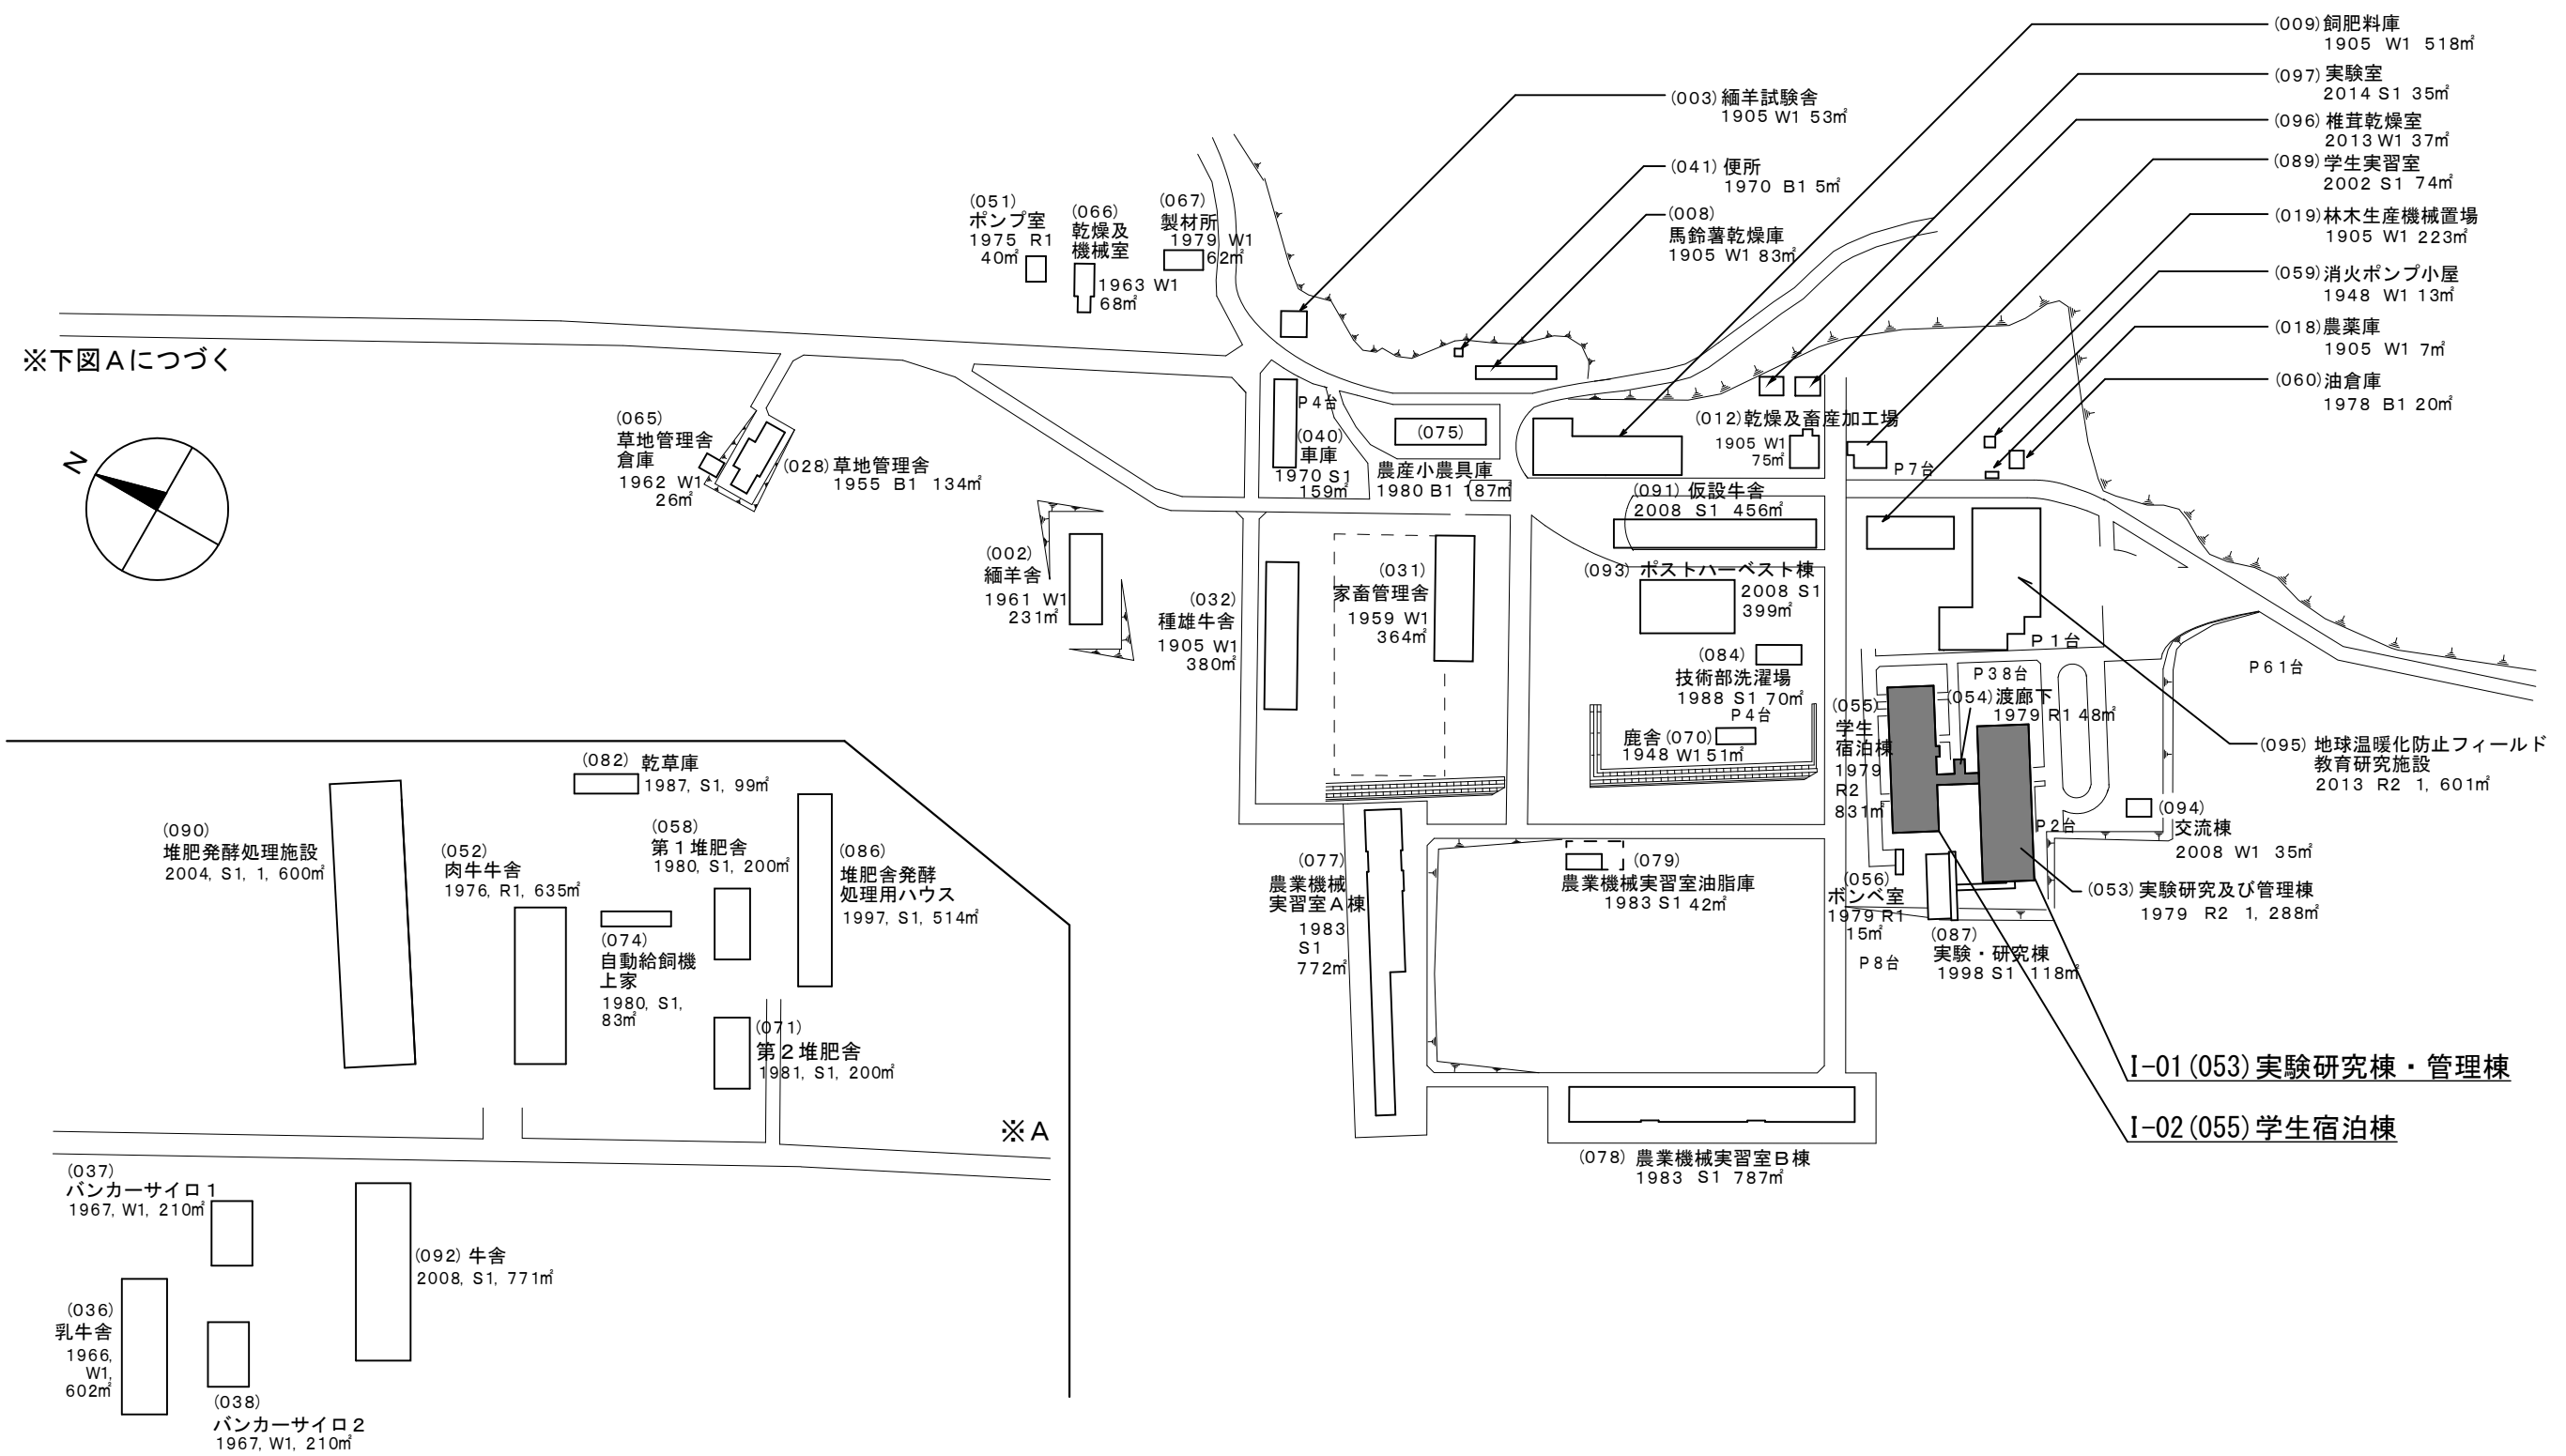 (009)飼肥料庫
1905 W1 518㎡
(097)実験室
2014 S1 35㎡
(003)緬羊試験舎
1905 W1 53㎡
(096)椎茸乾燥室
2013 W1 37㎡
(041)便所
1970 B1 5㎡
(089)学生実習室
2002 S1 74㎡
(051)
ポンプ室
1975 R1
40㎡
(066)
乾燥及
機械室
1963 W1
68㎡
(067)
製材所
1979 W1
62㎡
(008)
馬鈴薯乾燥庫
1905 W1 83㎡
(019)林木生産機械置場
1905 W1 223㎡
(059)消火ポンプ小屋
1948 W1 13㎡
(018)農薬庫
1905 W1 7㎡
(060)油倉庫
1978 B1 20㎡
※下図Aにつづく
N
(065)
草地管理舎
倉庫
1962 W1
26㎡
(028)草地管理舎
1955 B1 134㎡
P4台
(040)
車庫
1970 S1
159㎡
(075)
農産小農具庫
1980 B1 187㎡
(012)乾燥及畜産加工場
1905 W1
75㎡
P7台
(091)仮設牛舎
2008 S1 456㎡
(002)
緬羊舎
1961 W1
231㎡
(032)
種雄牛舎
1905 W1
380㎡
(031)
家畜管理舎
1959 W1
364㎡
(093)ポストハーベスト棟
2008 S1
399㎡
(084)
技術部洗濯場
1988 S1 70㎡
P4台
鹿舎(070)
1948 W1 51㎡
P1台
P38台
P61台
(054)渡廊下
1979 R1 48㎡
(055)
学生
宿泊棟
1979
R2
831㎡
(095)地球温暖化防止フィールド
教育研究施設
2013 R2 1,601㎡
(094)
交流棟
2008 W1 35㎡
P2台
(053)実験研究及び管理棟
1979 R2 1,288㎡
(056)
ボンベ室
1979 R1
15㎡
(087)
実験・研究棟
1998 S1 118㎡
P8台
(077)
農業機械
実習室A棟
1983
S1
772㎡
(079)
農業機械実習室油脂庫
1983 S1 42㎡
(078)農業機械実習室B棟
1983 S1 787㎡
I-01(053)実験研究棟・管理棟
I-02(055)学生宿泊棟
(082)乾草庫
1987, S1, 99㎡
(090)
堆肥発酵処理施設
2004, S1, 1,600㎡
(052)
肉牛牛舎
1976, R1, 635㎡
(058)
第1堆肥舎
1980, S1, 200㎡
(086)
堆肥舎発酵
処理用ハウス
1997, S1, 514㎡
(074)
自動給飼機
上家
1980, S1,
83㎡
(071)
第2堆肥舎
1981, S1, 200㎡
※A
(037)
バンカーサイロ1
1967, W1, 210㎡
(092)牛舎
2008, S1, 771㎡
(036)
乳牛舎
1966,
W1,
602㎡
(038)
バンカーサイロ2
1967, W1, 210㎡